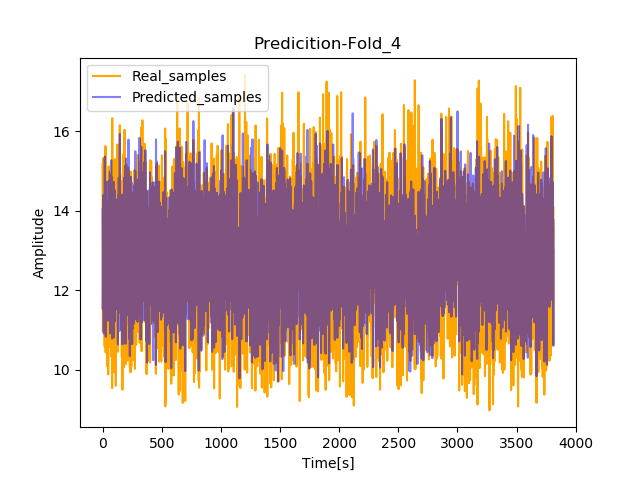 Predicition-Fold_4
Real_samples
Predicted_samples
16
14
12
10
Amplitude
0 500 1000 1500 2000 2500 3000 3500 4000
Time[s]